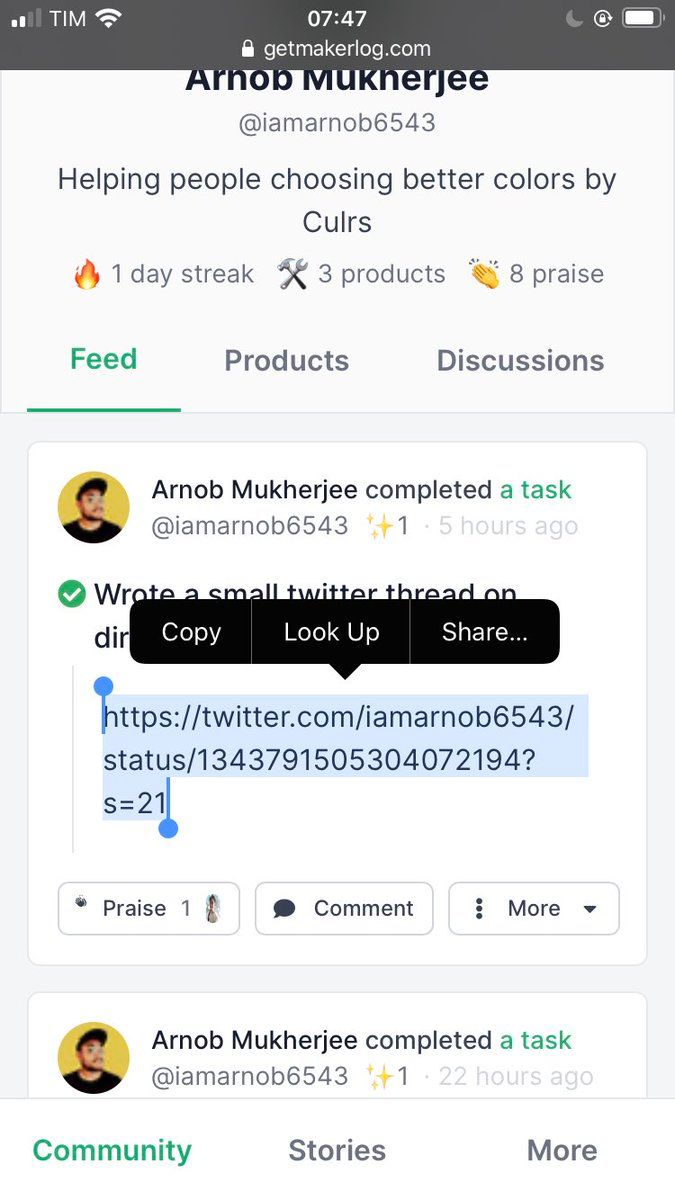 TIM 07:47
getmakerlog.com
Arnob Mukherjee
@iamarnob6543
Helping people choosing better colors by
Culrs
1 day streak 3 products 8 praise
Feed Products Discussions
Arnob Mukherjee completed a task
@iamarnob6543 1 · 5 hours ago
Wrote a small twitter thread on
dir
Copy Look Up Share...
https://twitter.com/iamarnob6543/
status/1343791505304072194?
s=21
Praise 1 Comment More
Arnob Mukherjee completed a task
@iamarnob6543 1 · 22 hours ago
Community Stories More